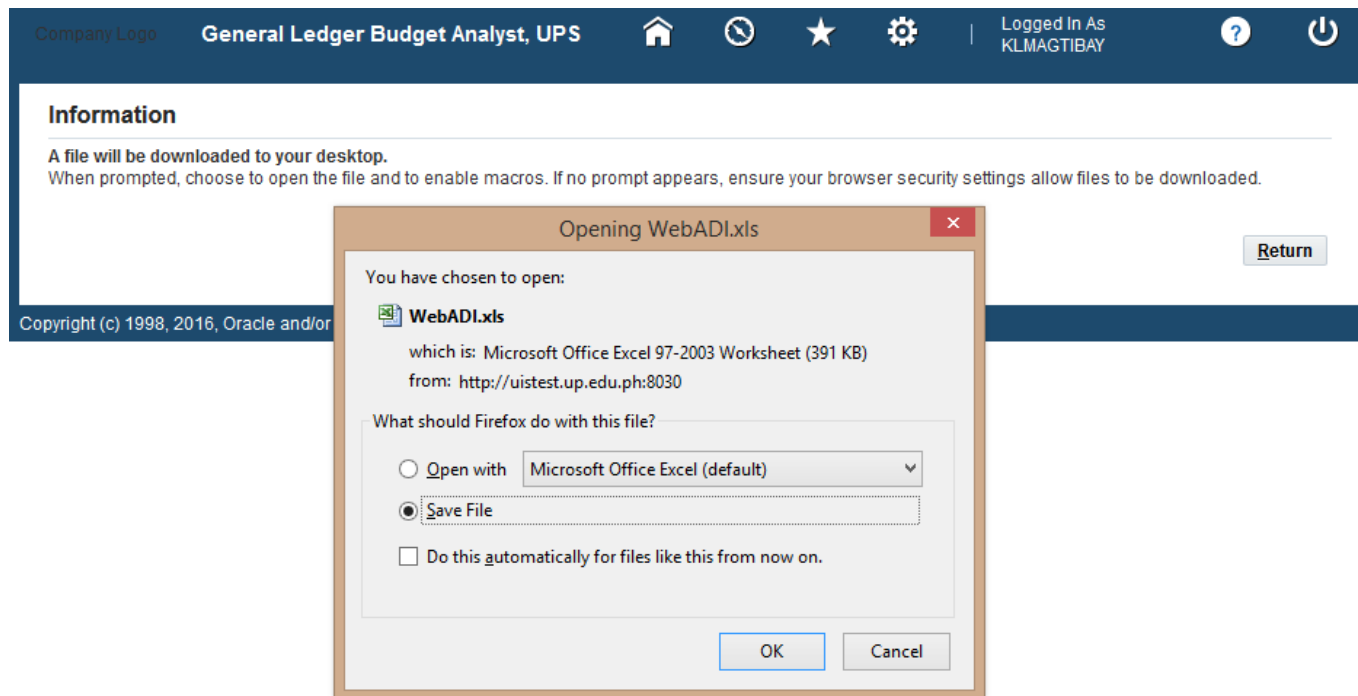 Company Logo General Ledger Budget Analyst, UPS | Logged In As
KLMAGTIBAY ?
Information
A file will be downloaded to your desktop.
When prompted, choose to open the file and to enable macros. If no prompt appears, ensure your browser security settings allow files to be downloaded.
Return
Copyright (c) 1998, 2016, Oracle and/or
Opening WebADI.xls
You have chosen to open:
WebADI.xls
which is: Microsoft Office Excel 97-2003 Worksheet (391 KB)
from: http://uistest.up.edu.ph:8030
What should Firefox do with this file?
Open with Microsoft Office Excel (default)
Save File
Do this automatically for files like this from now on.
OK Cancel